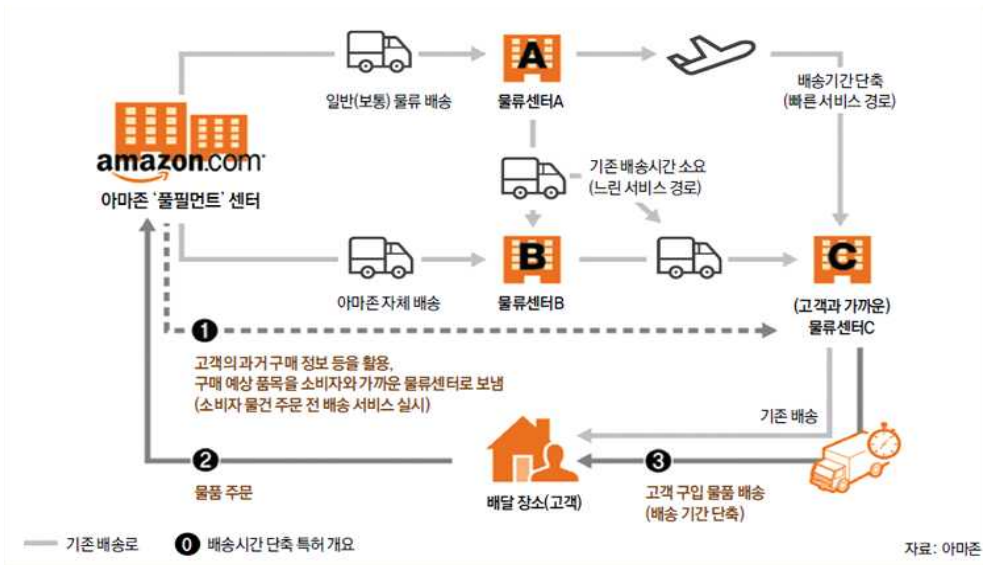 A
일반(보통) 물류 배송
물류센터A
배송기간 단축
(빠른 서비스 경로)
amazon.com
아마존 '풀필먼트' 센터
기존 배송시간 소요
(느린 서비스 경로)
B
C
아마존 자체 배송
물류센터B
(고객과 가까운)
물류센터C
1
고객의 과거 구매 정보 등을 활용,
구매 예상 품목을 소비자와 가까운 물류센터로 보냄
(소비자 물건 주문 전 배송 서비스 실시)
기존 배송
2
물품 주문
배달 장소(고객)
3
고객 구입 물품 배송
(배송 기간 단축)
기존 배송로
0 배송시간 단축 특허 개요
자료: 아마존